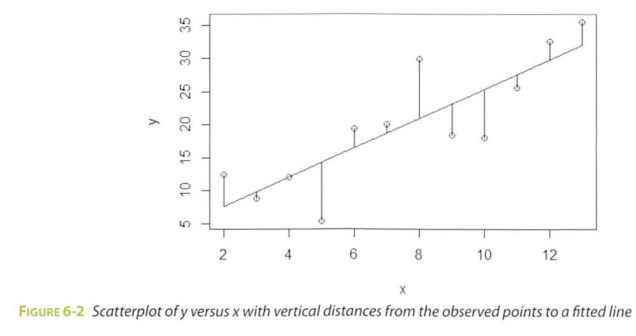 35
30
25
20
15
10
5
y
2 4 6 8 10 12
x
FIGURE 6-2 Scatterplot of y versus x with vertical distances from the observed points to a fitted line